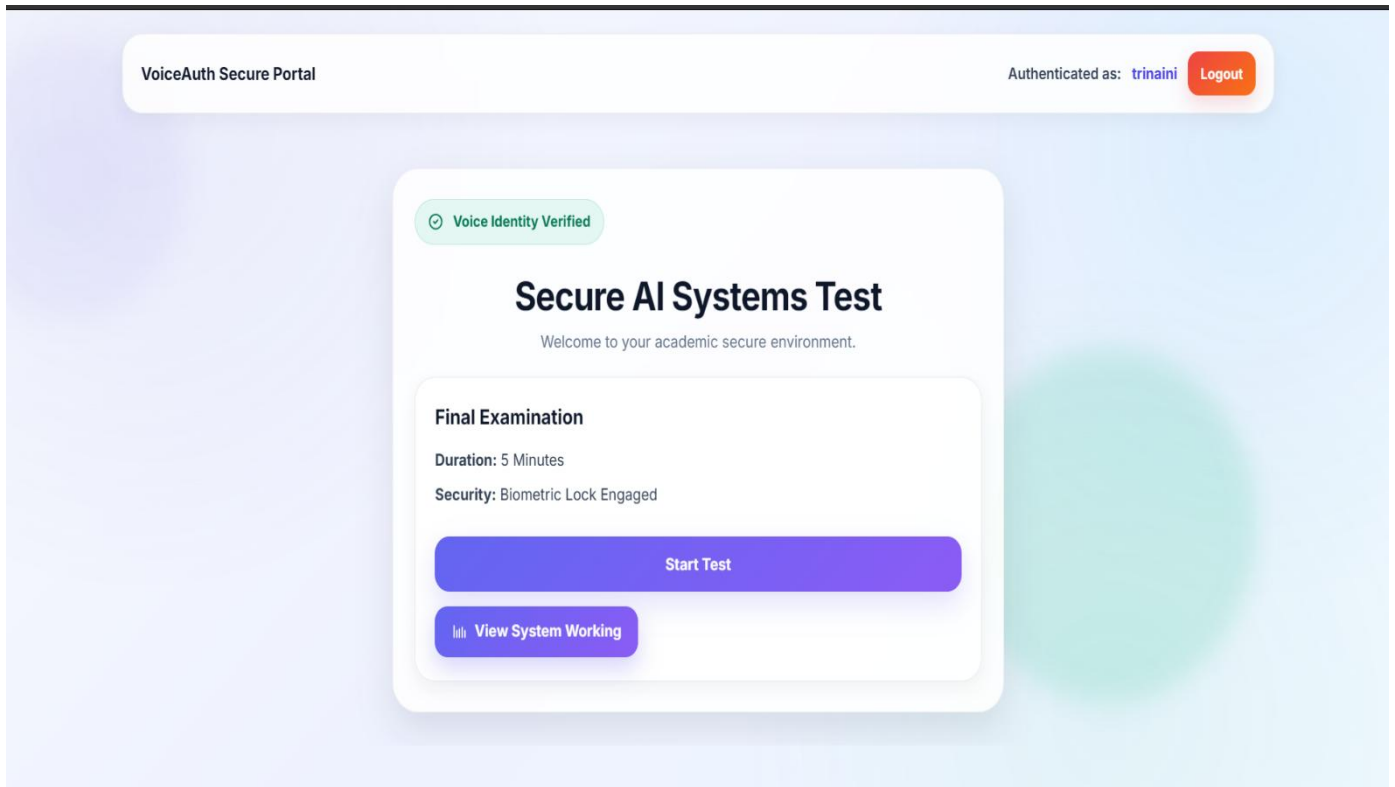 VoiceAuth Secure Portal
Authenticated as: trinaini Logout
Voice Identity Verified
Secure AI Systems Test
Welcome to your academic secure environment.
Final Examination
Duration: 5 Minutes
Security: Biometric Lock Engaged
Start Test
View System Working